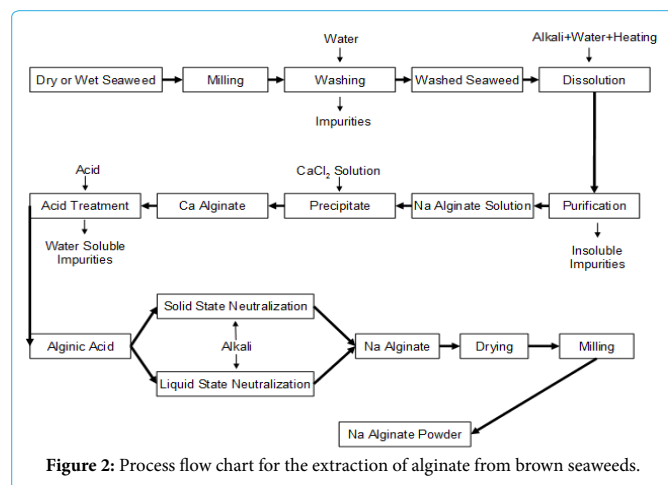 Water
Alkali+Water+Heating
Dry or Wet Seaweed
Milling
Washing
Washed Seaweed
Dissolution
Impurities
Acid
CaCl₂ Solution
Acid Treatment
Ca Alginate
Precipitate
Na Alginate Solution
Purification
Water Soluble
Impurities
Insoluble
Impurities
Solid State Neutralization
Alginic Acid
Alkali
Na Alginate
Drying
Milling
Liquid State Neutralization
Na Alginate Powder
Figure 2: Process flow chart for the extraction of alginate from brown seaweeds.